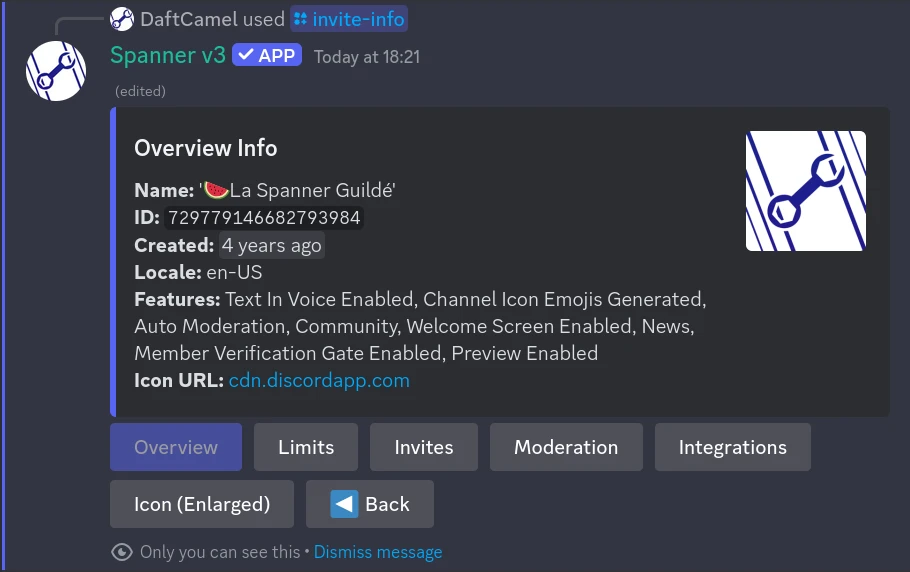 DaftCamel used invite-info
Spanner v3 ✓ APP Today at 18:21
(edited)
Overview Info
Name: '🍉La Spanner Guildé'
ID: 729779146682793984
Created: 4 years ago
Locale: en-US
Features: Text In Voice Enabled, Channel Icon Emojis Generated,
Auto Moderation, Community, Welcome Screen Enabled, News,
Member Verification Gate Enabled, Preview Enabled
Icon URL: cdn.discordapp.com
Overview Limits Invites Moderation Integrations
Icon (Enlarged) ◀ Back
Only you can see this • Dismiss message